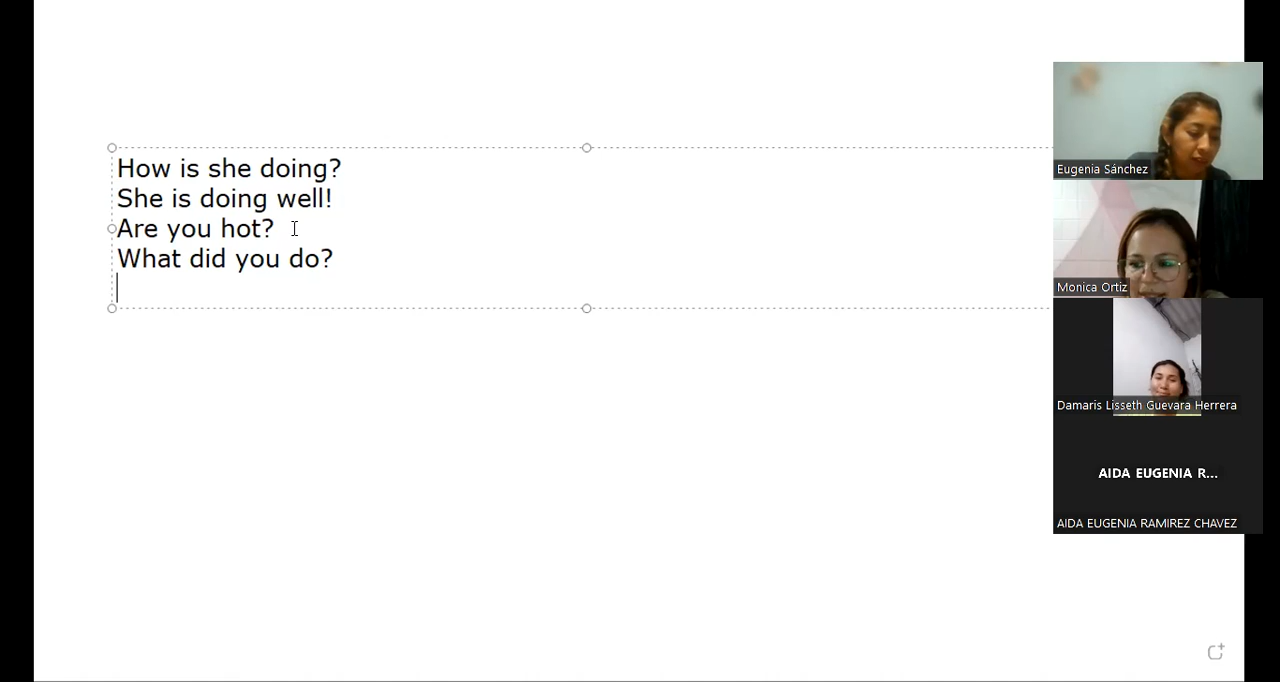 How is she doing?
She is doing well!
Are you hot?
What did you do?
Eugenia Sánchez
Monica Ortiz
Damaris Lisseth Guevara Herrera
AIDA EUGENIA R...
AIDA EUGENIA RAMIREZ CHAVEZ